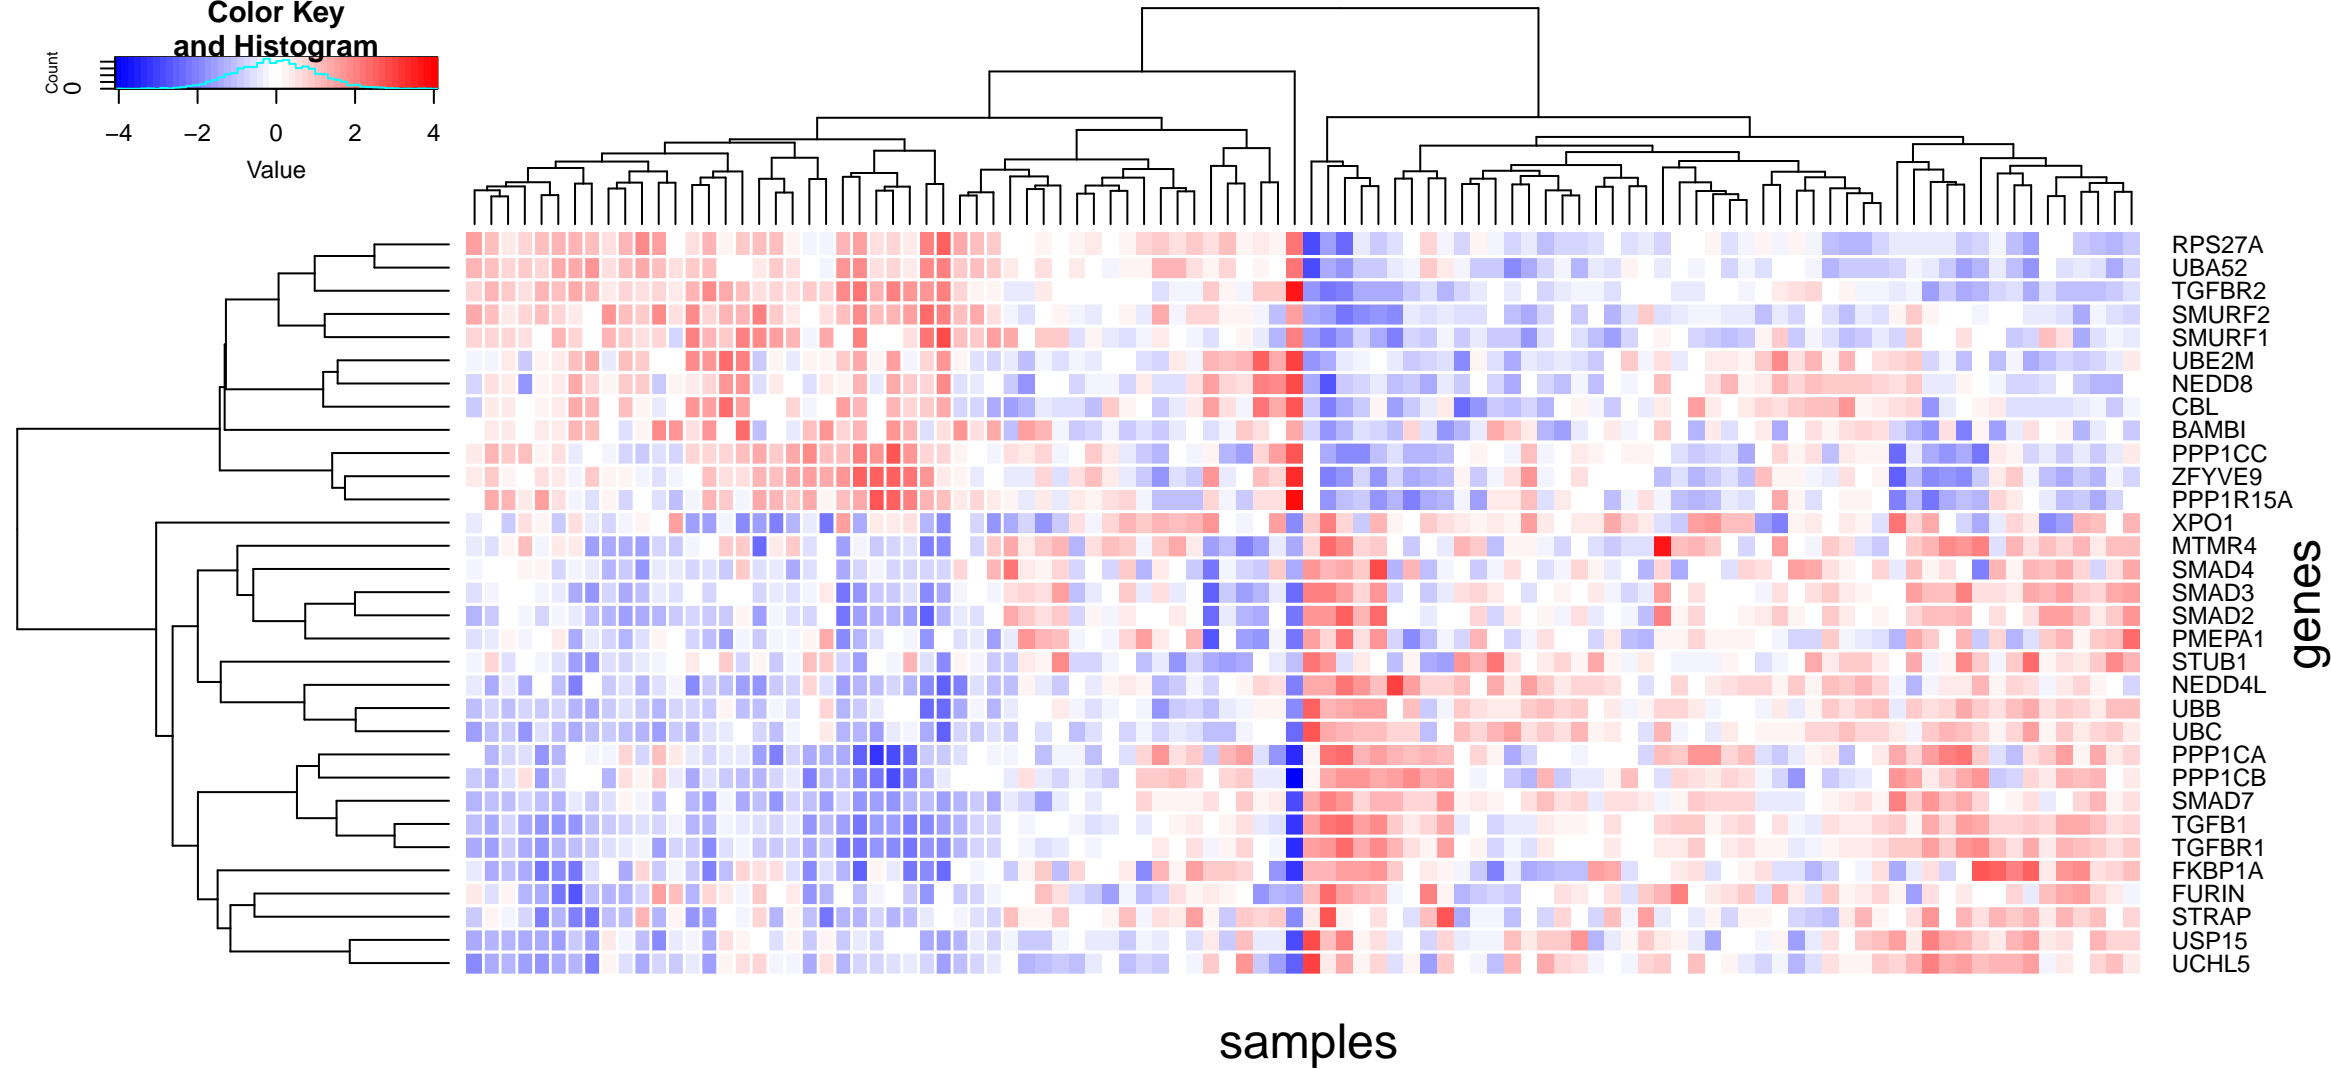 Color Key
and Histogram
Count
0
−4 −2 0 2 4
Value
RPS27A
UBA52
TGFBR2
SMURF2
SMURF1
UBE2M
NEDD8
CBL
BAMBI
PPP1CC
ZFYVE9
PPP1R15A
XPO1
MTMR4
SMAD4
SMAD3
SMAD2
PMEPA1
STUB1
NEDD4L
UBB
UBC
PPP1CA
PPP1CB
SMAD7
TGFB1
TGFBR1
FKBP1A
FURIN
STRAP
USP15
UCHL5
genes
samples